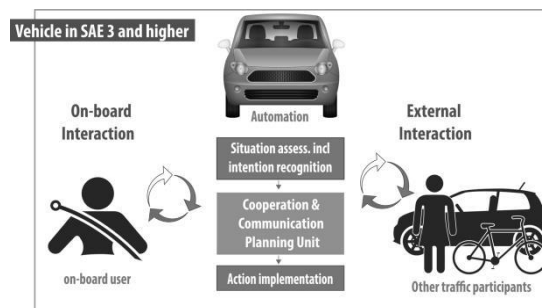 Vehicle in SAE 3 and higher
On-board
Interaction
Automation
External
Interaction
Situation assess. incl
intention recognition
Cooperation &
Communication
Planning Unit
Action implementation
on-board user
Other traffic participants